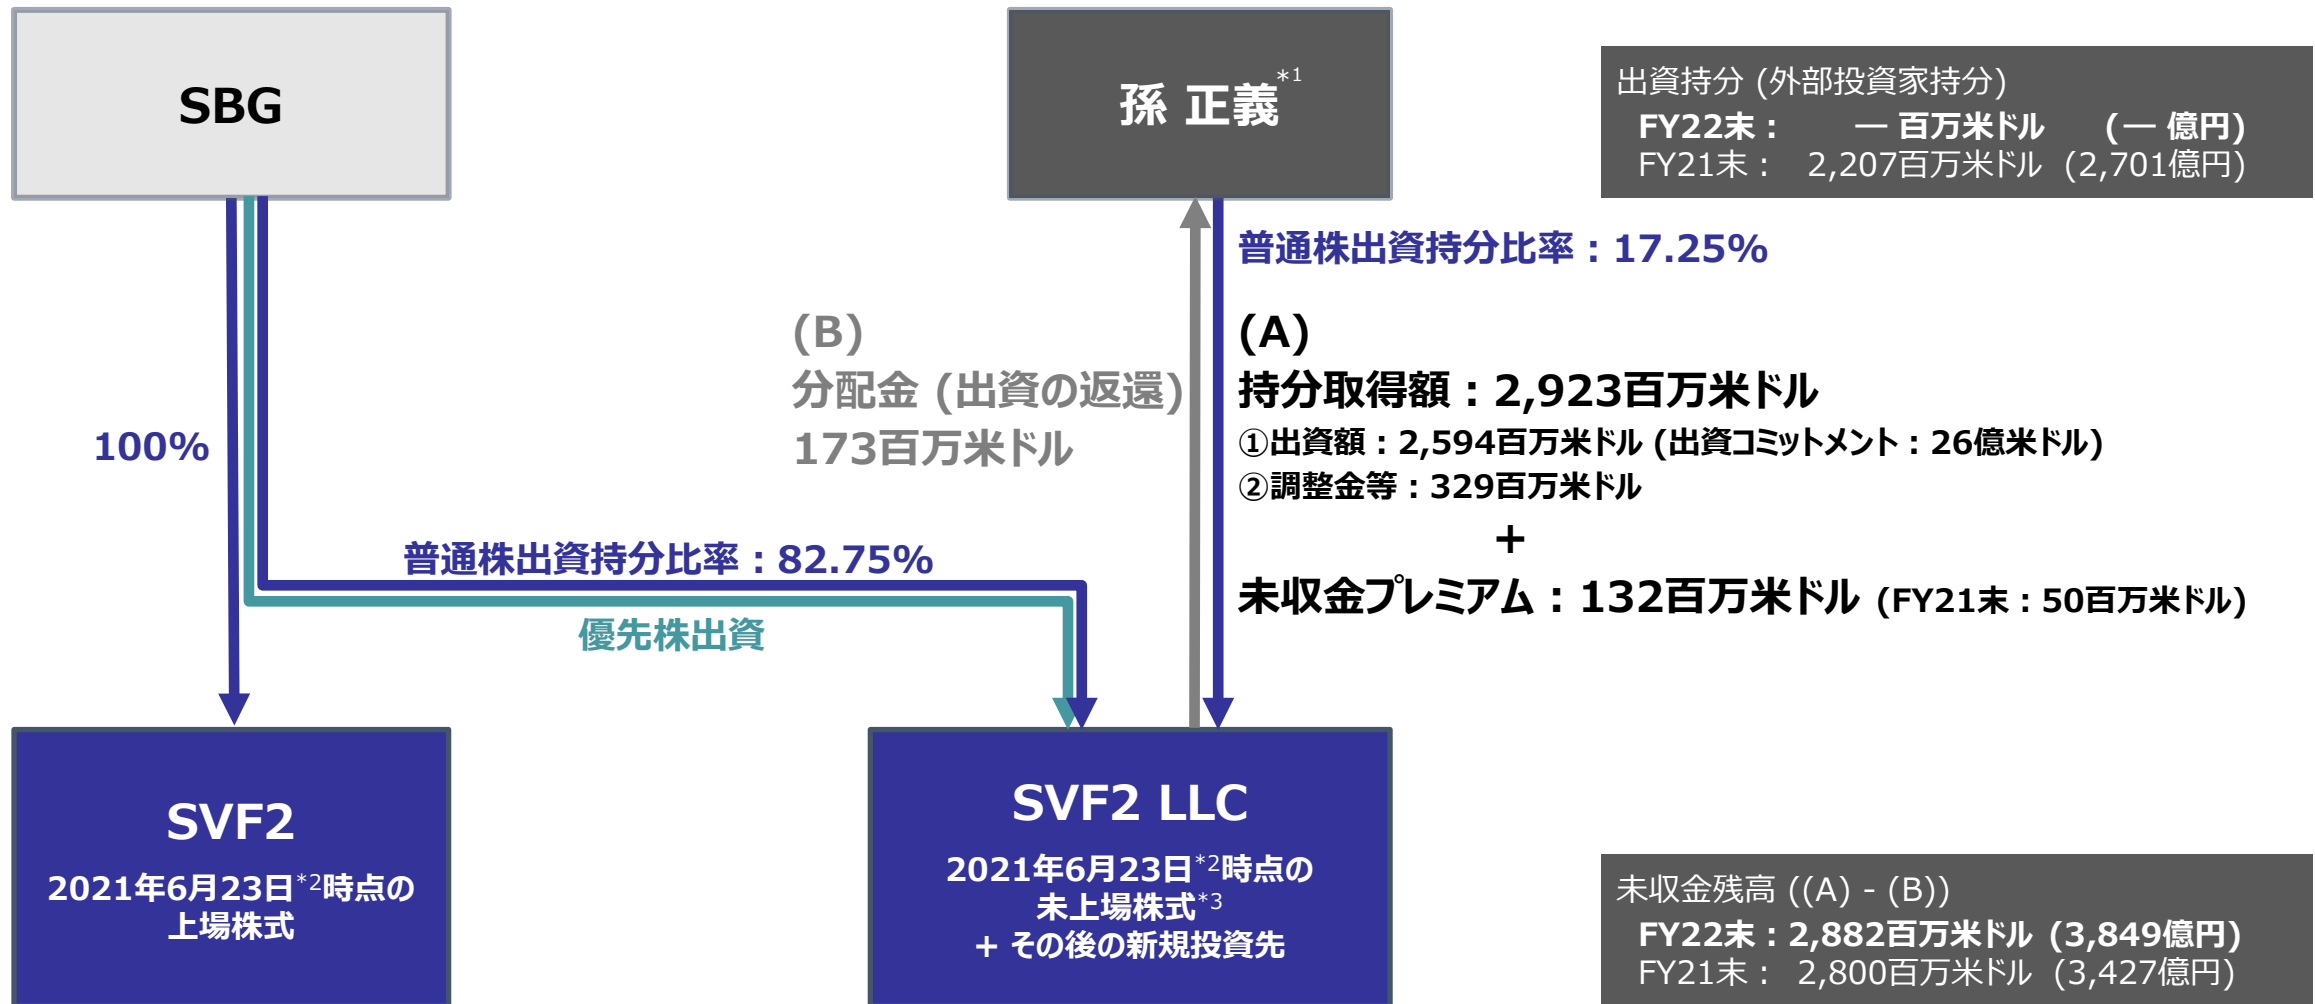 SBG
孫 正義*1
出資持分 (外部投資家持分)
FY22末： — 百万米ドル (— 億円)
FY21末： 2,207百万米ドル (2,701億円)
普通株出資持分比率：17.25%
(B)
分配金 (出資の返還)
173百万米ドル
(A)
持分取得額：2,923百万米ドル
①出資額：2,594百万米ドル (出資コミットメント：26億米ドル)
②調整金等：329百万米ドル
+
未収金プレミアム：132百万米ドル (FY21末：50百万米ドル)
100%
普通株出資持分比率：82.75%
優先株出資
SVF2
2021年6月23日*2時点の
上場株式
SVF2 LLC
2021年6月23日*2時点の
未上場株式*3
+ その後の新規投資先
未収金残高 ((A) - (B))
FY22末：2,882百万米ドル (3,849億円)
FY21末： 2,800百万米ドル (3,427億円)